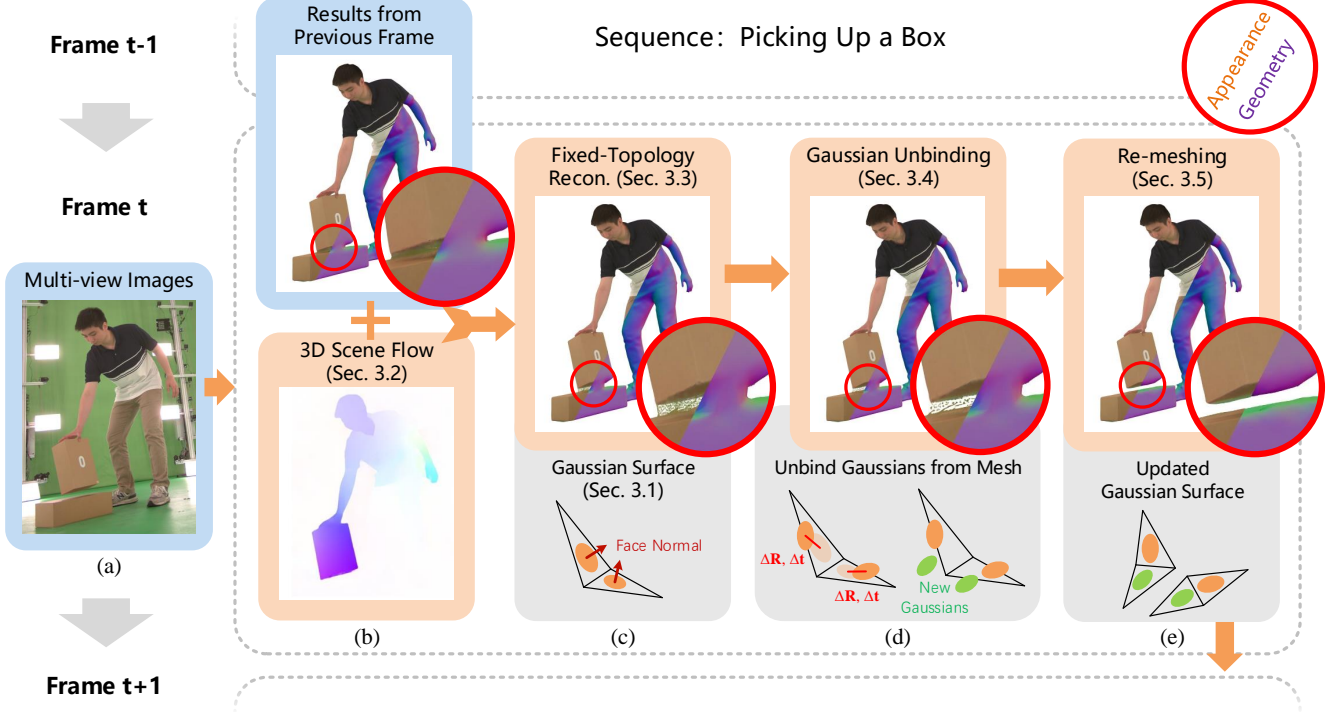 Frame t-1
Results from
Previous Frame
Sequence: Picking Up a Box
Appearance
Geometry
Frame t
Multi-view Images
(a)
3D Scene Flow
(Sec. 3.2)
(b)
Fixed-Topology
Recon. (Sec. 3.3)
Gaussian Surface
(Sec. 3.1)
Face Normal
(c)
Gaussian Unbinding
(Sec. 3.4)
Unbind Gaussians from Mesh
ΔR, Δt
ΔR, Δt
New
Gaussians
(d)
Re-meshing
(Sec. 3.5)
Updated
Gaussian Surface
(e)
Frame t+1